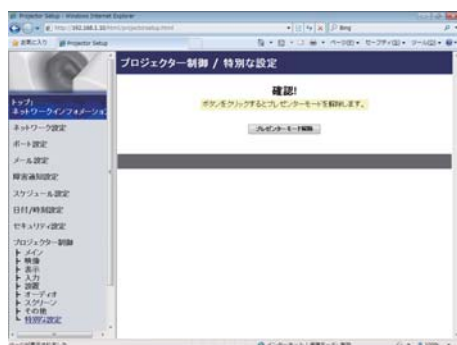 Projector Setup - Windows Internet Explorer
Bing
お気に入り
Projector Setup
プロジェクター制御 / 特別な設定
確認!
ボタンをクリックするとプレゼンターモードを解除します。
プレゼンターモード解除
トップ:
ネットワークインフォメーション
ネットワーク設定
ポート設定
メール設定
障害通知設定
スケジュール設定
日付/時刻設定
セキュリティ設定
プロジェクター制御
メイン
映像
表示
入力
設置
オーディオ
スクリーン
その他
特別な設定